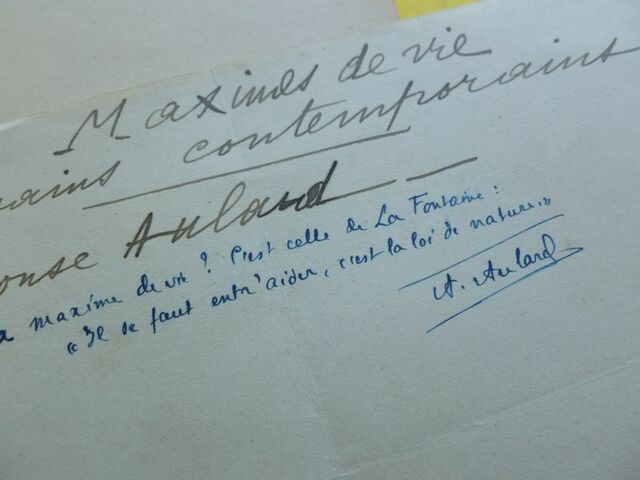 Maximes de vie
ains contemporains
onse Aulard
a maxime de vie ? C'est celle de La Fontaine :
« Il se faut entr'aider, c'est la loi de nature. »
A. Aulard